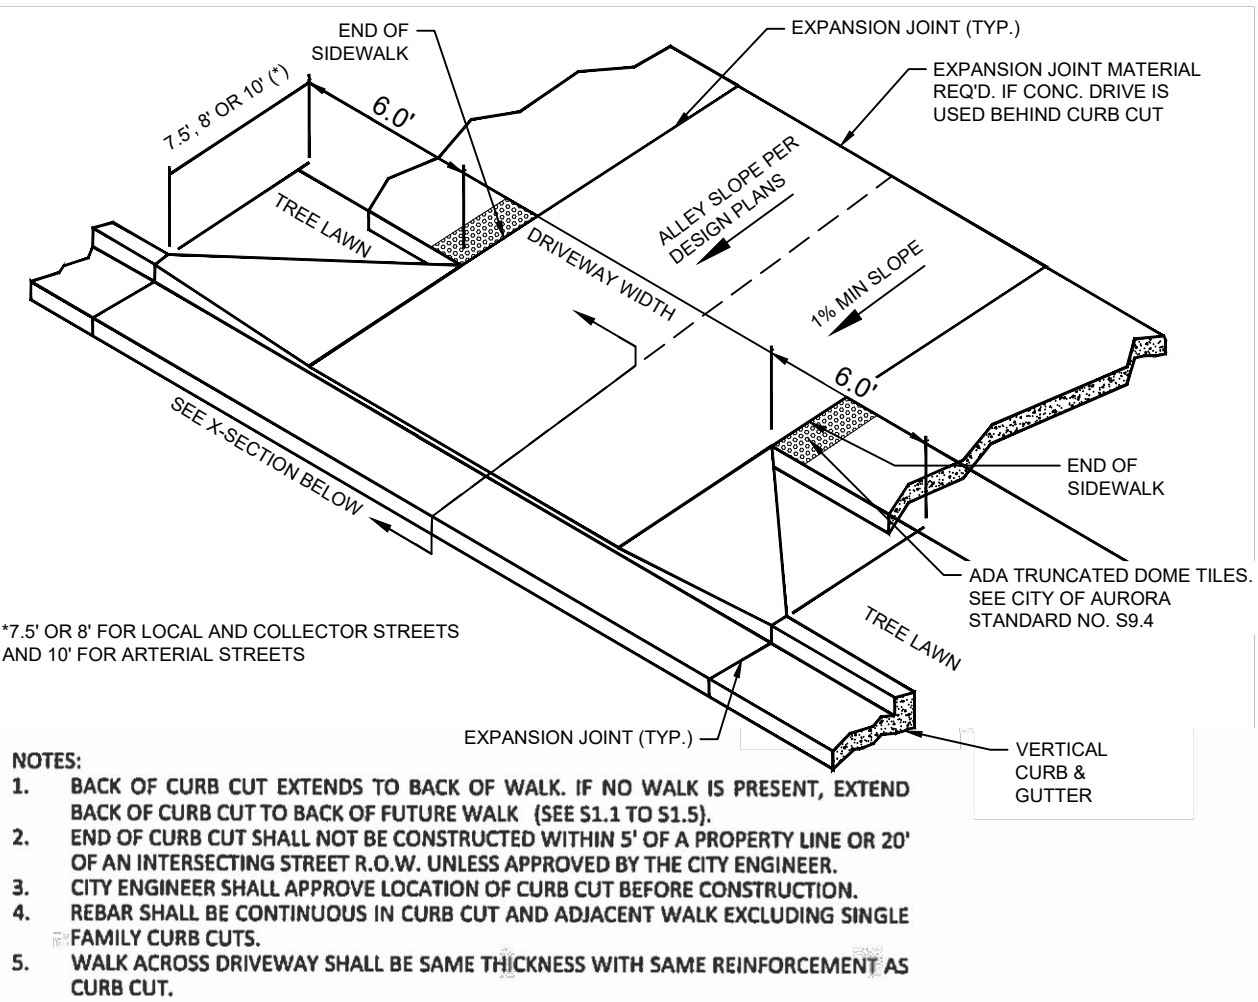 END OF
SIDEWALK
EXPANSION JOINT (TYP.)
EXPANSION JOINT MATERIAL
REQ'D. IF CONC. DRIVE IS
USED BEHIND CURB CUT
7.5', 8' OR 10' (*)
6.0'
TREE LAWN
DRIVEWAY WIDTH
ALLEY SLOPE PER
DESIGN PLANS
1% MIN SLOPE
6.0'
SEE X-SECTION BELOW
END OF
SIDEWALK
ADA TRUNCATED DOME TILES.
SEE CITY OF AURORA
STANDARD NO. S9.4
TREE LAWN
*7.5' OR 8' FOR LOCAL AND COLLECTOR STREETS
AND 10' FOR ARTERIAL STREETS
EXPANSION JOINT (TYP.)
VERTICAL
CURB &
GUTTER
NOTES:
1. BACK OF CURB CUT EXTENDS TO BACK OF WALK. IF NO WALK IS PRESENT, EXTEND
BACK OF CURB CUT TO BACK OF FUTURE WALK (SEE S1.1 TO S1.5).
2. END OF CURB CUT SHALL NOT BE CONSTRUCTED WITHIN 5' OF A PROPERTY LINE OR 20'
OF AN INTERSECTING STREET R.O.W. UNLESS APPROVED BY THE CITY ENGINEER.
3. CITY ENGINEER SHALL APPROVE LOCATION OF CURB CUT BEFORE CONSTRUCTION.
4. REBAR SHALL BE CONTINUOUS IN CURB CUT AND ADJACENT WALK EXCLUDING SINGLE
FAMILY CURB CUTS.
5. WALK ACROSS DRIVEWAY SHALL BE SAME THICKNESS WITH SAME REINFORCEMENT AS
CURB CUT.